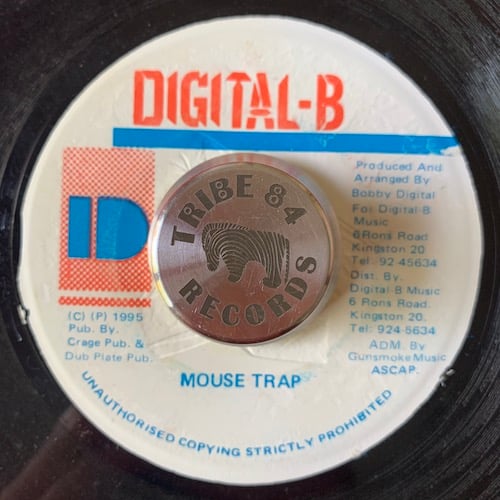 DIGITAL-B
Produced And
Arranged By
Bobby Digital
For Digital-B
Music
6 Rons Road
Kingston 20
Tel: 92 45634
Dist. By.
Digital-B Music
6 Rons Road.
Kingston 20.
Tel: 924-5634
ADM. By
Gunsmoke Music
ASCAP.
D
TRIBE 84
RECORDS
(C) (P) 1995
Pub. By.
Crage Pub. &
Dub Plate Pub.
MOUSE TRAP
UNAUTHORISED COPYING STRICTLY PROHIBITED